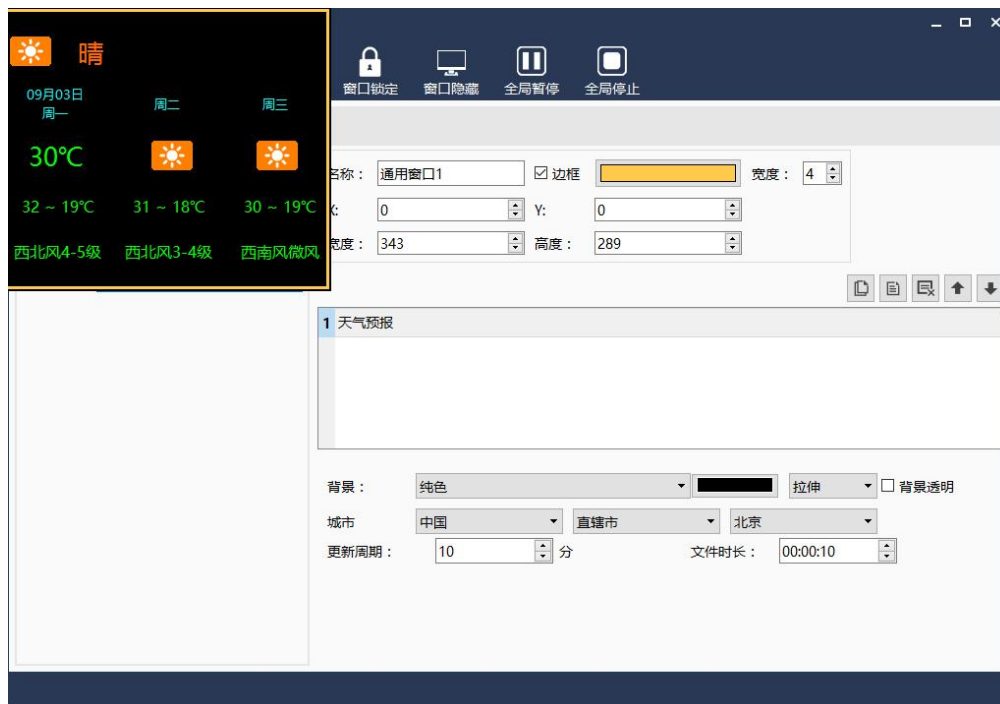 晴
09月03日
周一
周二
周三
30℃
32 ~ 19℃
31 ~ 18℃
30 ~ 19℃
西北风4-5级
西北风3-4级
西南风微风
窗口锁定
窗口隐藏
全局暂停
全局停止
名称：
通用窗口1
边框
宽度：
4
X:
0
Y:
0
宽度：
343
高度：
289
1 天气预报
背景：
纯色
拉伸
背景透明
城市
中国
直辖市
北京
更新周期：
10
分
文件时长：
00:00:10